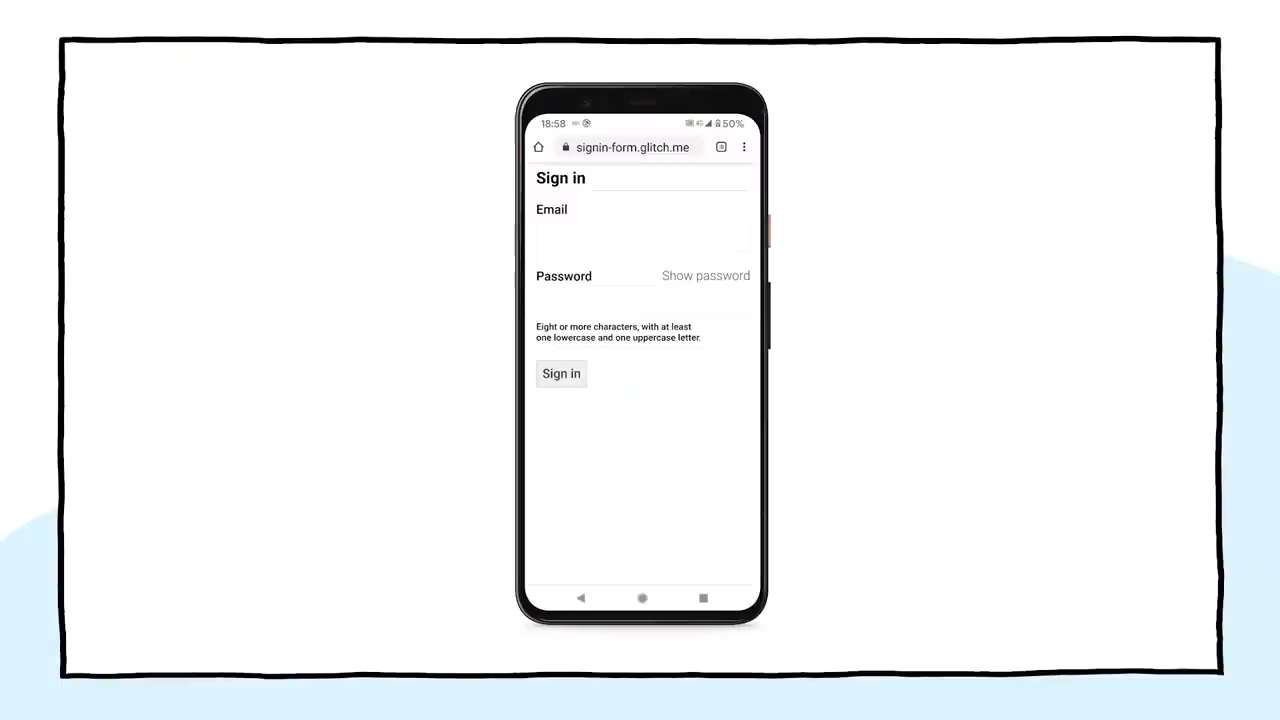 18:58
50%
signin-form.glitch.me
Sign in
Email
Password Show password
Eight or more characters, with at least
one lowercase and one uppercase letter.
Sign in